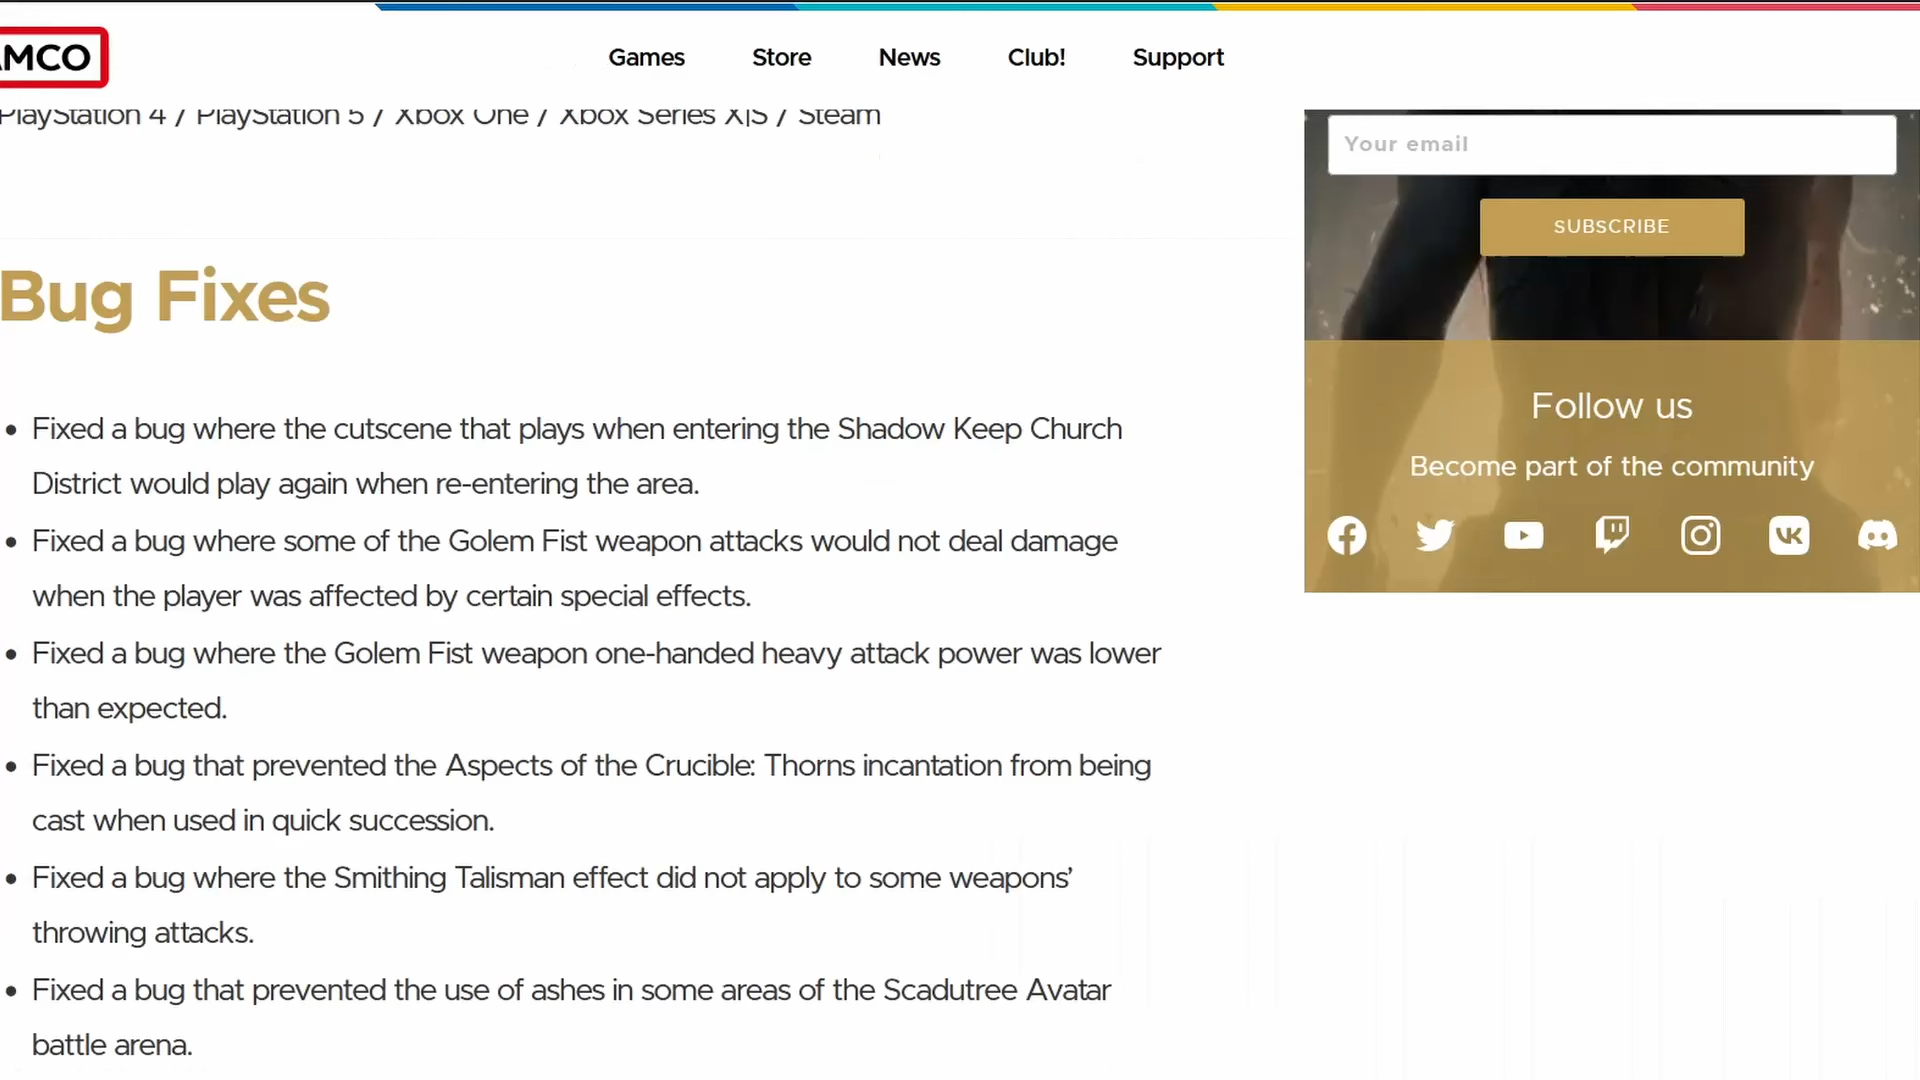 AMCO
Games Store News Club! Support
PlayStation 4 / PlayStation 5 / Xbox One / Xbox Series X|S / Steam
Your email
SUBSCRIBE
Bug Fixes
Follow us
Become part of the community
• Fixed a bug where the cutscene that plays when entering the Shadow Keep Church
District would play again when re-entering the area.
• Fixed a bug where some of the Golem Fist weapon attacks would not deal damage
when the player was affected by certain special effects.
• Fixed a bug where the Golem Fist weapon one-handed heavy attack power was lower
than expected.
• Fixed a bug that prevented the Aspects of the Crucible: Thorns incantation from being
cast when used in quick succession.
• Fixed a bug where the Smithing Talisman effect did not apply to some weapons’
throwing attacks.
• Fixed a bug that prevented the use of ashes in some areas of the Scadutree Avatar
battle arena.